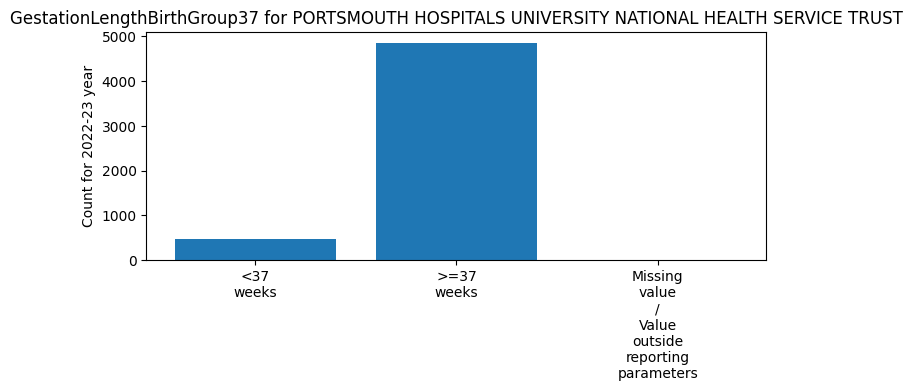 GestationLengthBirthGroup37 for PORTSMOUTH HOSPITALS UNIVERSITY NATIONAL HEALTH SERVICE TRUST
Count for 2022-23 year
5000
4000
3000
2000
1000
0
<37
weeks
>=37
weeks
Missing
value
/
Value
outside
reporting
parameters